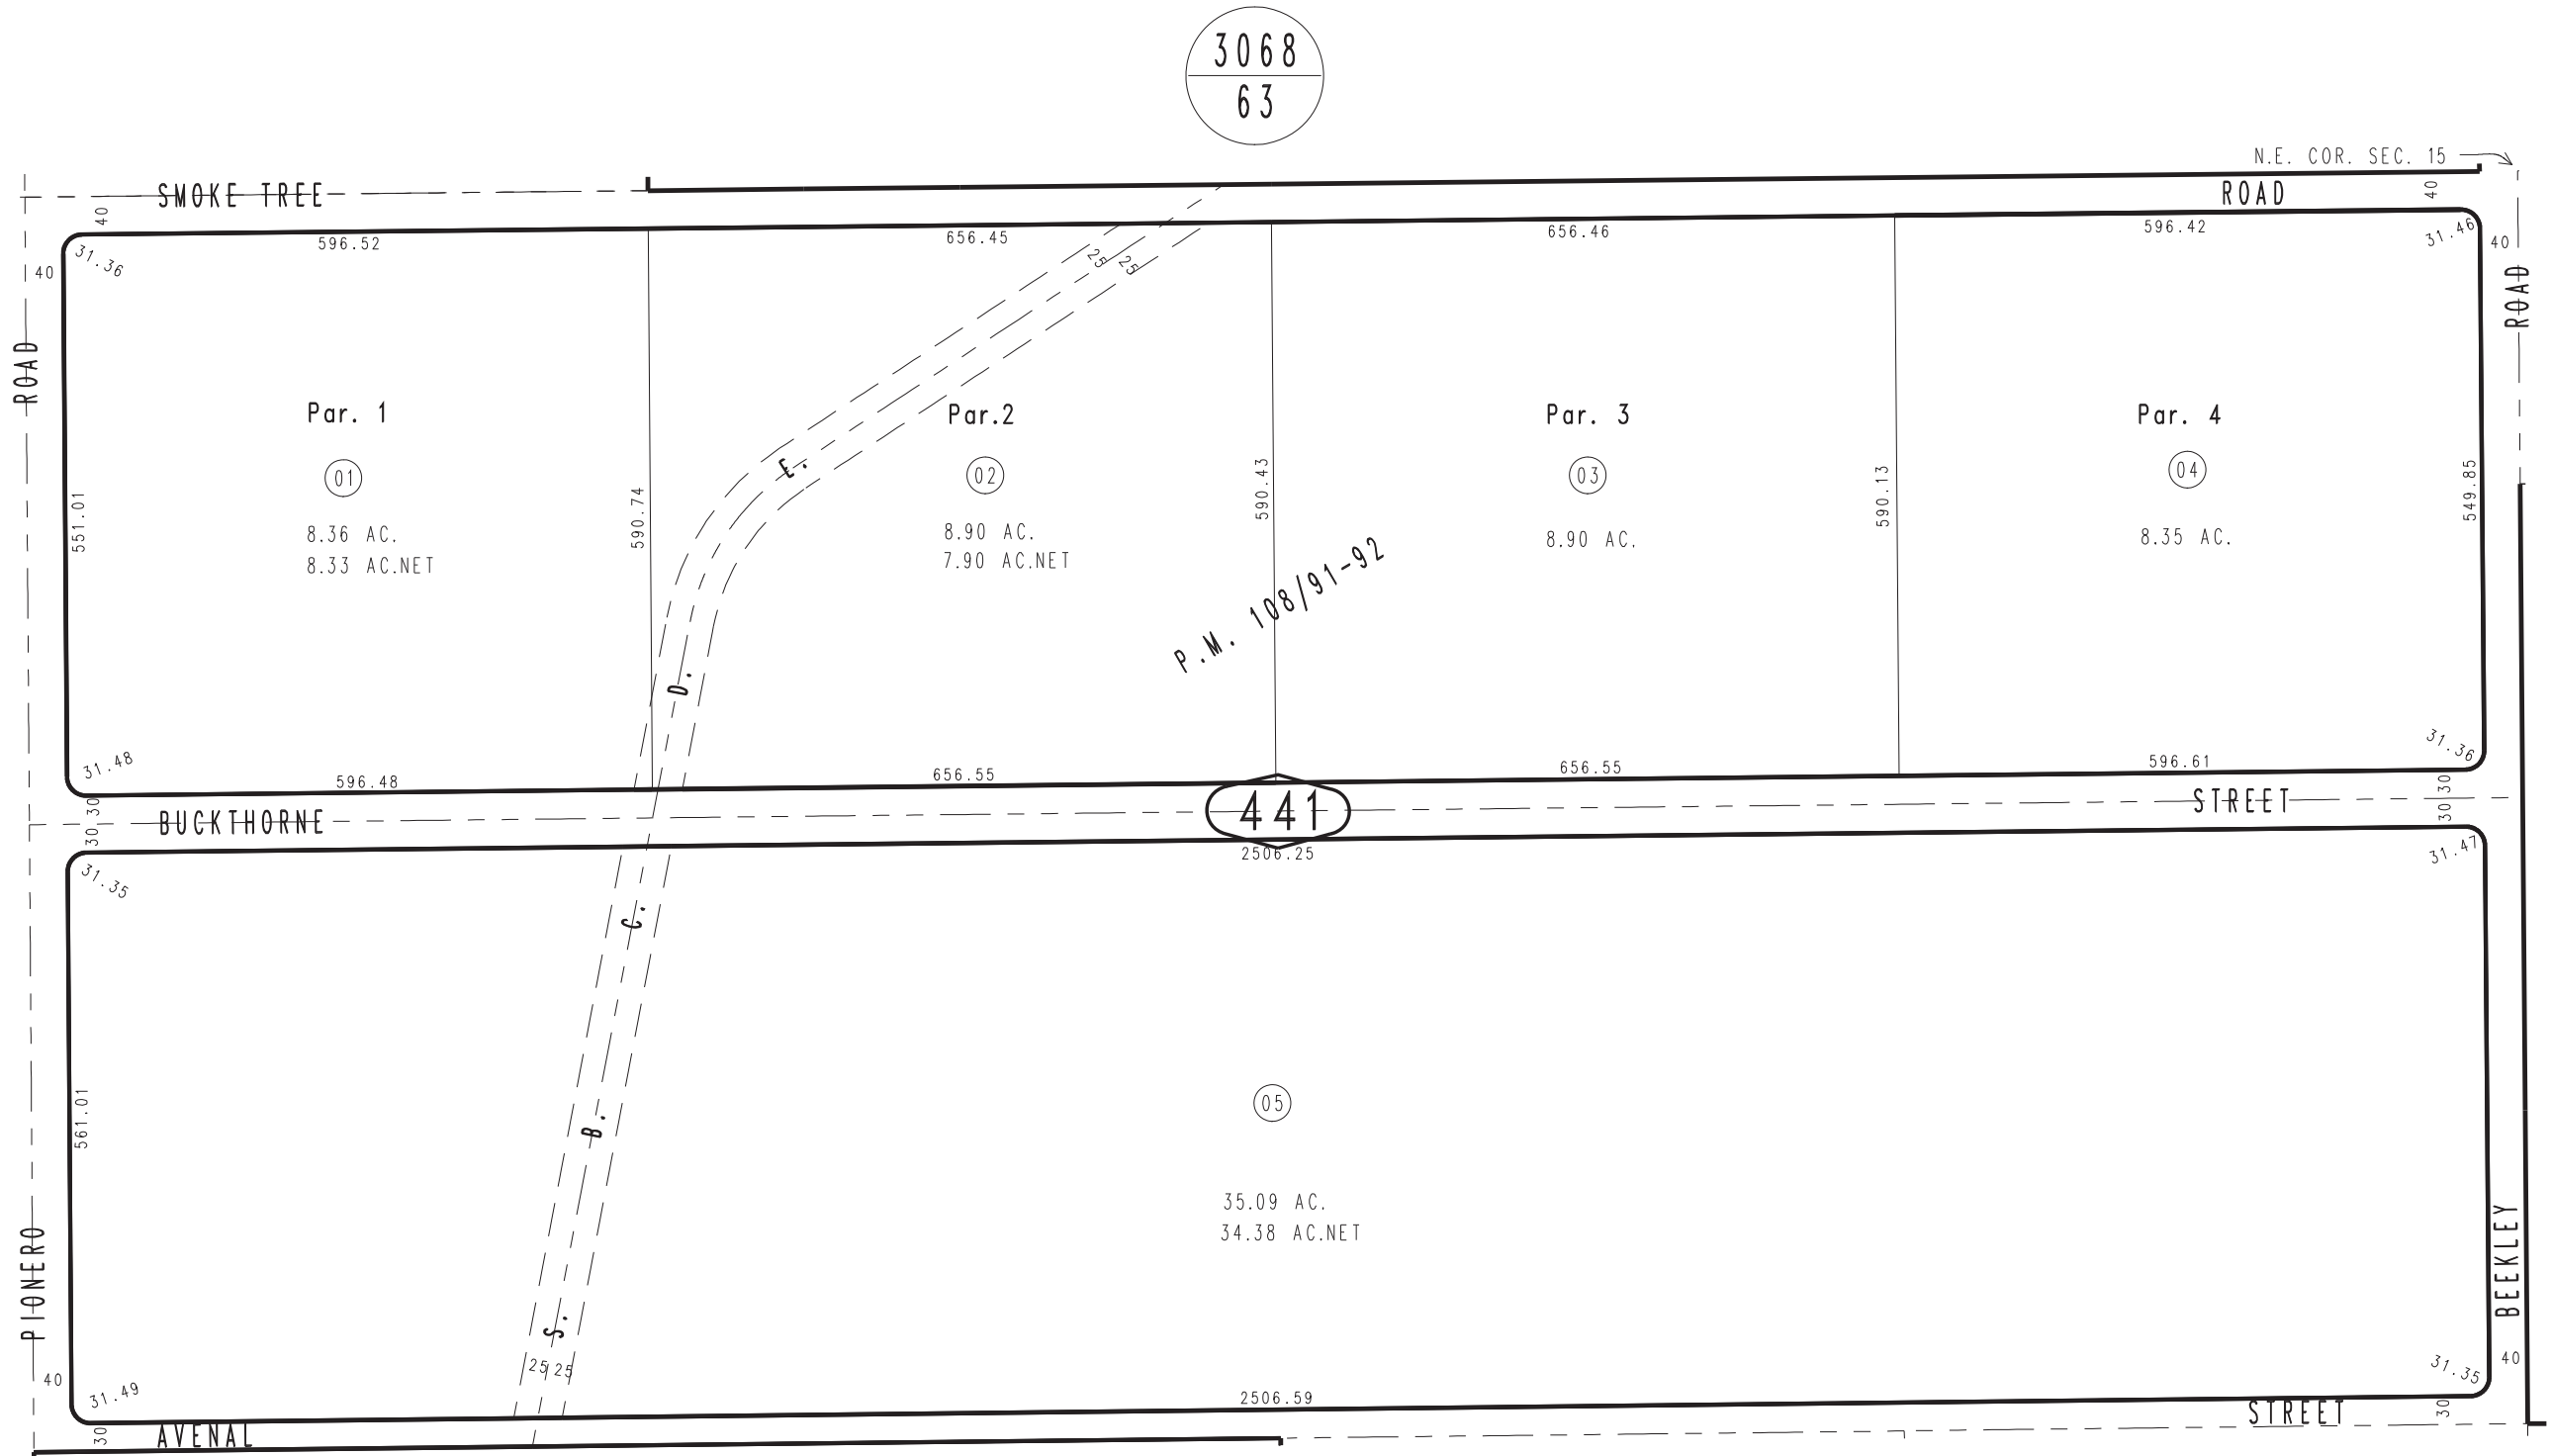 3068
63
N.E. COR. SEC. 15
SMOKE TREE
ROAD
40
40
596.52
656.45
656.46
596.42
31.36
31.46
40
40
25
25
ROAD
ROAD
Par. 1
Par.2
Par. 3
Par. 4
01
02
03
04
551.01
590.74
590.43
590.13
549.85
8.36 AC.
8.33 AC.NET
8.90 AC.
7.90 AC.NET
8.90 AC.
8.35 AC.
P.M. 108/91-92
E.
D.
31.48
31.36
596.48
656.55
656.55
596.61
30
30
30
30
BUCKTHORNE
441
STREET
2506.25
31.35
31.47
C.
B.
S.
05
561.01
35.09 AC.
34.38 AC.NET
PIONERO
BEEKLEY
25
25
40
40
31.49
31.35
2506.59
30
30
AVENAL
STREET